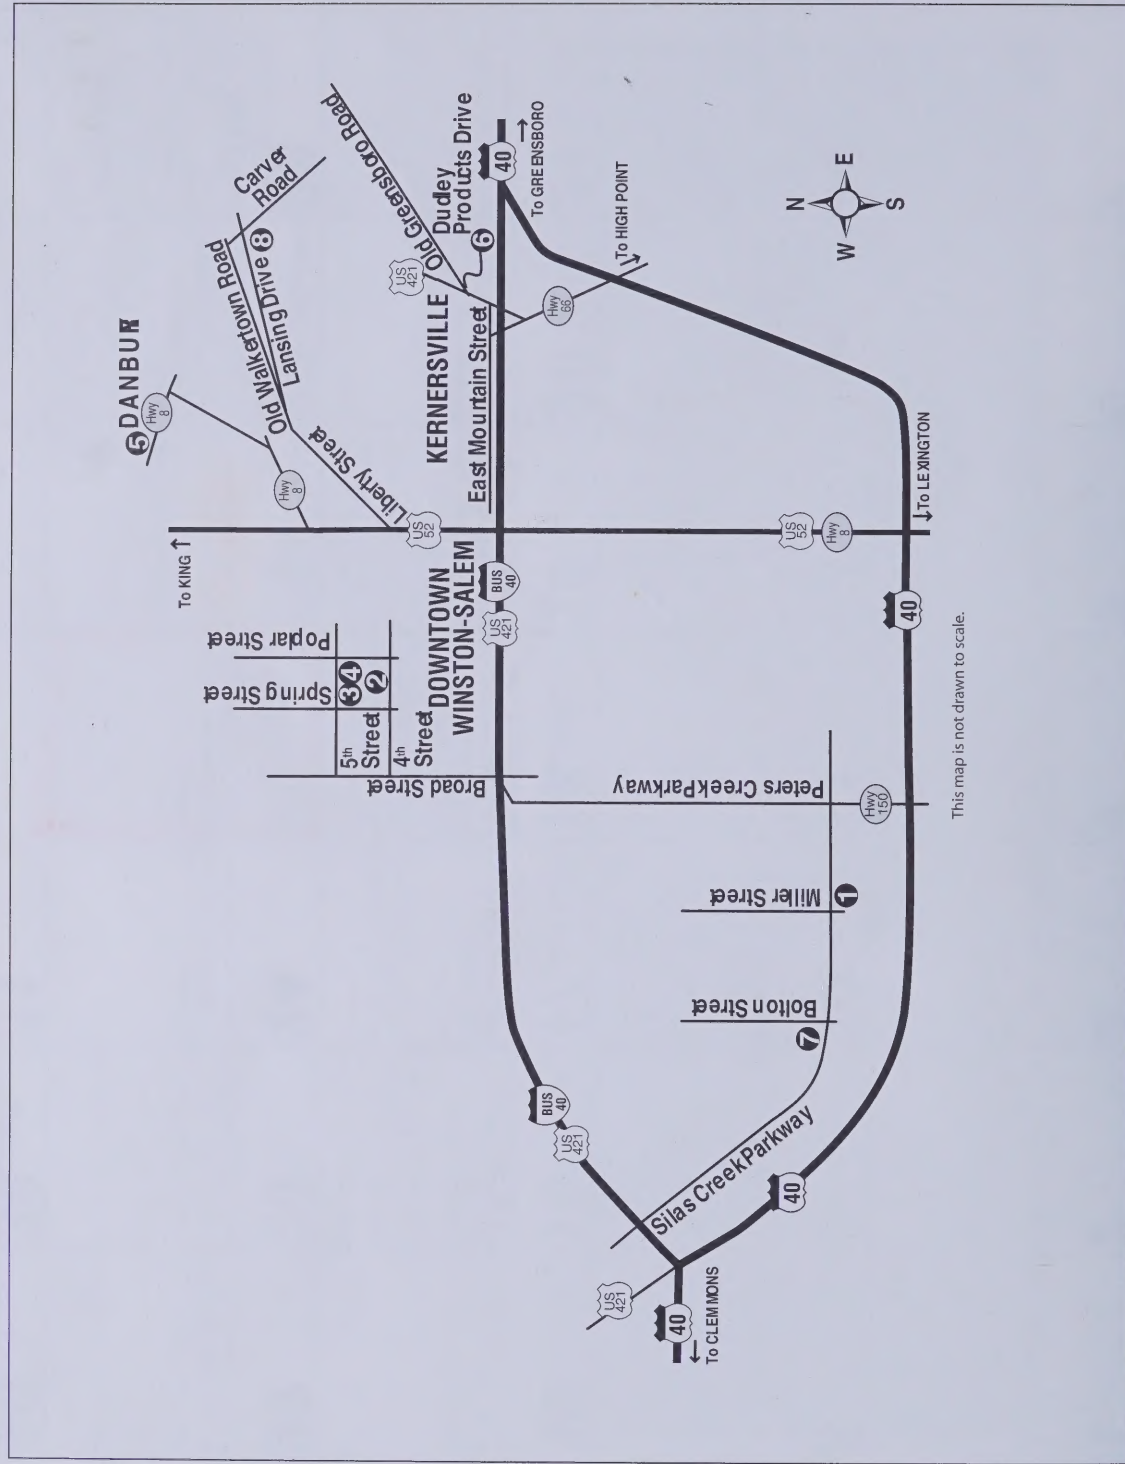 To KING ↑
5 DANBURY
Hwy
8
Hwy
8
Old Walkertown Road
Lansing Drive
8
Carver
Road
Liberty Street
US
52
KERNERSVILLE
East Mountain Street
US
421
Old Greensboro Road
Dudley
Products Drive
6
40
To GREENSBORO
→
Hwy
66
To HIGH POINT
N
W
E
S
Poplar Street
Spring Street
3 4
2
5th
Street
4th
Street
Broad Street
DOWNTOWN
WINSTON-SALEM
BUS
40
US
421
US
52
Hwy
8
↓ To LEXINGTON
40
Peters Creek Parkway
Hwy
150
Miller Street
1
Bolton Street
7
BUS
40
US
421
Silas Creek Parkway
40
US
421
40
←
To CLEMMONS
This map is not drawn to scale.